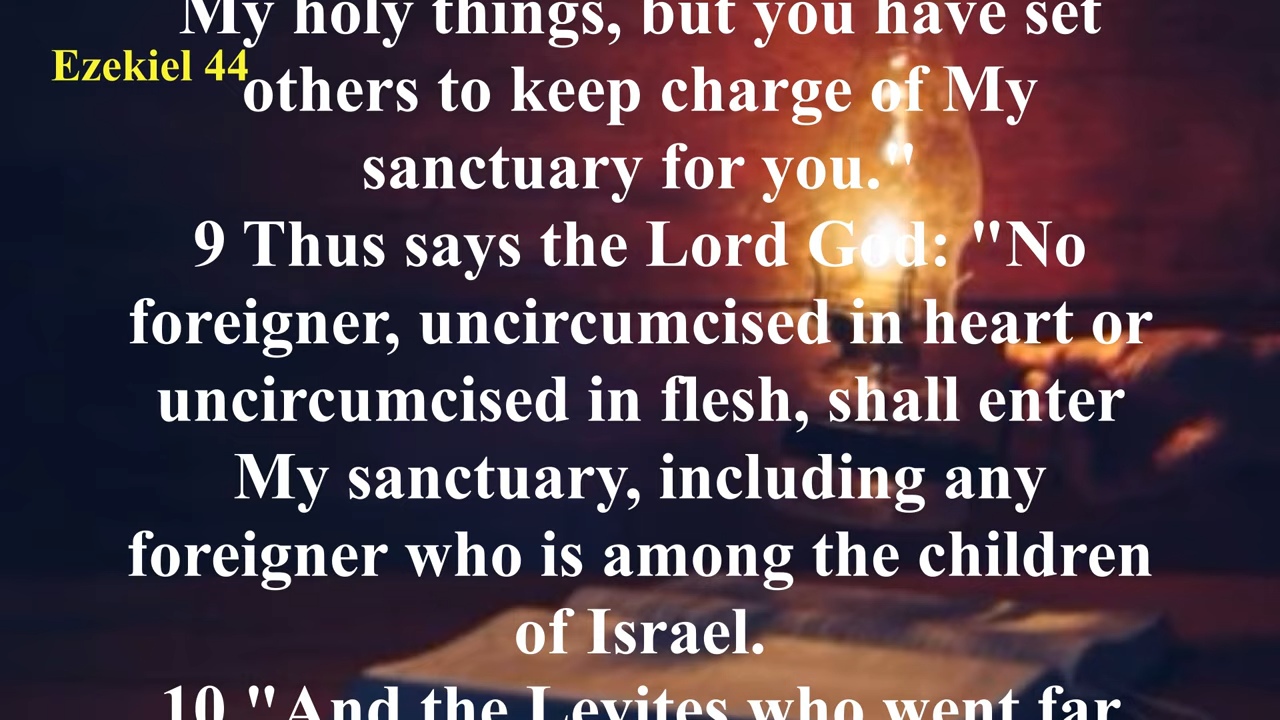 My holy things, but you have set
Ezekiel 44
others to keep charge of My
sanctuary for you."
9 Thus says the Lord God: "No
foreigner, uncircumcised in heart or
uncircumcised in flesh, shall enter
My sanctuary, including any
foreigner who is among the children
of Israel.
10 "And the Levites who went far